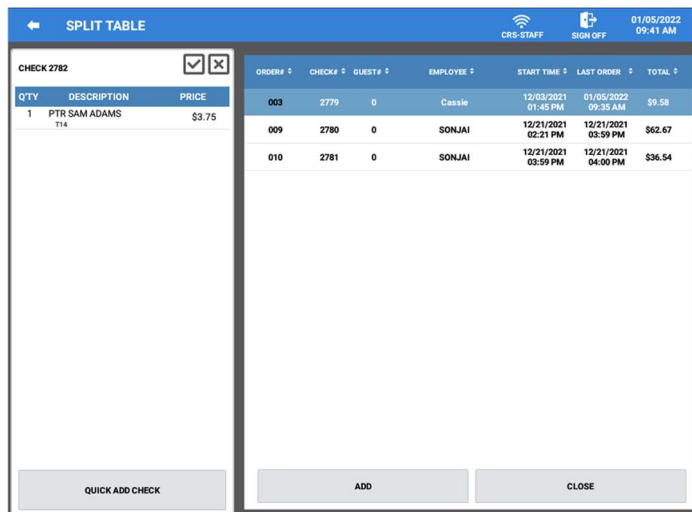 SPLIT TABLE
CRS-STAFF
SIGN OFF
01/05/2022
09:41 AM
CHECK 2782
Q'TY DESCRIPTION PRICE
1 PTR SAM ADAMS $3.75
T14
QUICK ADD CHECK
ORDER# CHECK# GUEST# EMPLOYEE START TIME LAST ORDER TOTAL
003 2779 0 Cassie 12/03/2021 01:45 PM 01/05/2022 09:35 AM $9.58
009 2780 0 SONJAI 12/21/2021 02:21 PM 12/21/2021 03:59 PM $62.67
010 2781 0 SONJAI 12/21/2021 03:59 PM 12/21/2021 04:00 PM $36.54
ADD
CLOSE